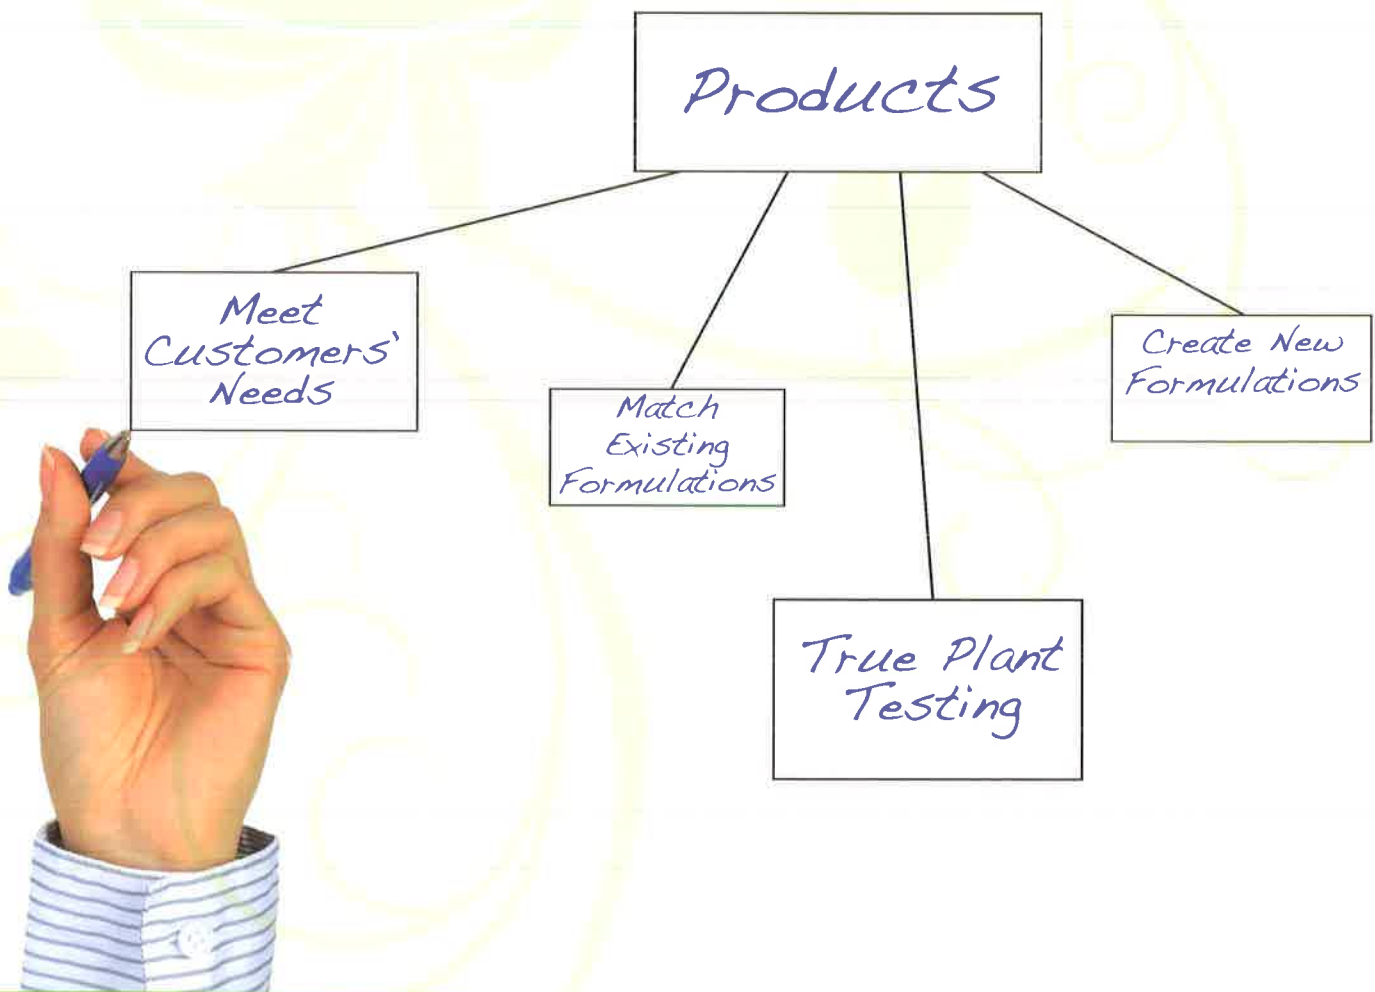 Products
Meet
Customers'
Needs
Match
Existing
Formulations
True Plant
Testing
Create New
Formulations